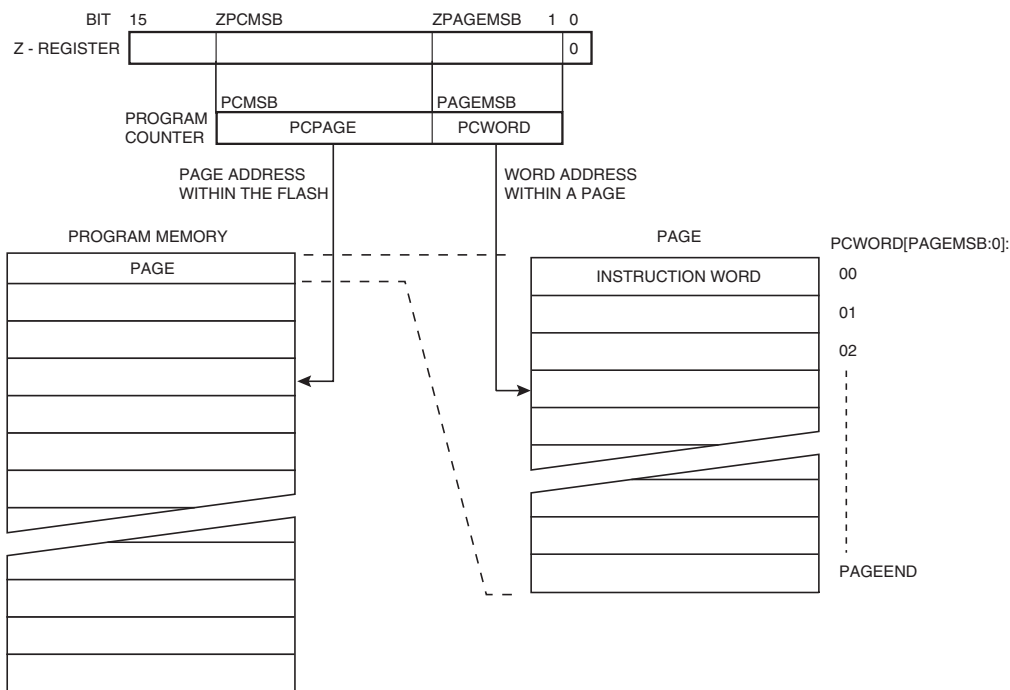 BIT 15 ZPCMSB ZPAGEMSB 1 0
Z - REGISTER 0
PCMSB PAGEMSB
PROGRAM
COUNTER
PCPAGE PCWORD
PAGE ADDRESS
WITHIN THE FLASH
WORD ADDRESS
WITHIN A PAGE
PROGRAM MEMORY
PAGE
PAGE
INSTRUCTION WORD
PCWORD[PAGEMSB:0]:
00
01
02
PAGEEND